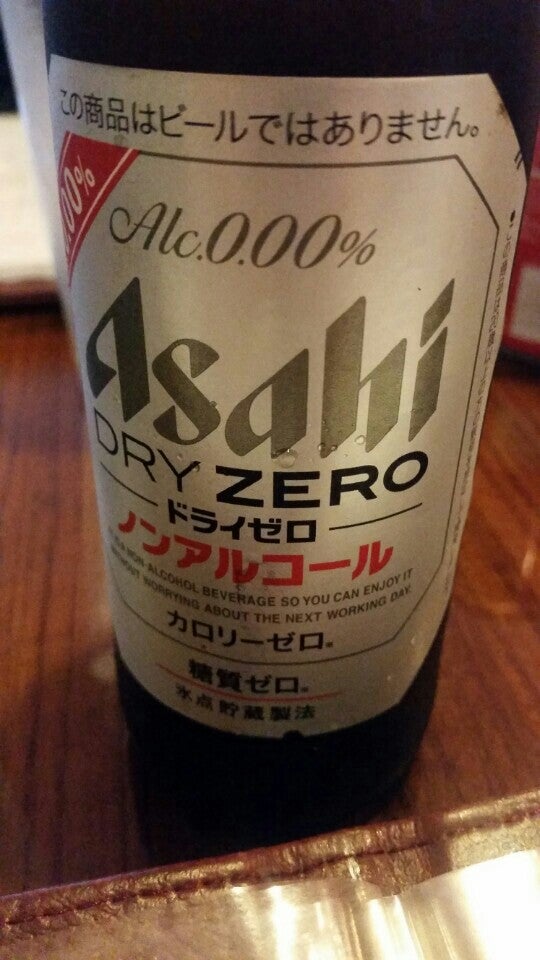 この商品はビールではありません。
.00%
Alc.0.00%
Asahi
DRY ZERO
ドライゼロ
ノンアルコール
NON-ALCOHOL BEVERAGE SO YOU CAN ENJOY IT
WITHOUT WORRYING ABOUT THE NEXT WORKING DAY.
カロリーゼロ※
糖質ゼロ※
氷点貯蔵製法